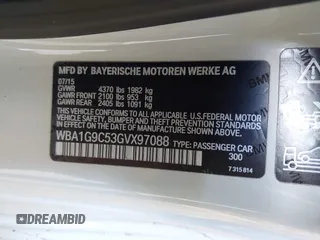 MFD BY BAYERISCHE MOTOREN WERKE AG
07/15
GVWR 4370 lbs 1982 kg
GAWR FRONT 2100 lbs 953 kg
GAWR REAR 2405 lbs 1091 kg
THIS VEHICLE CONFORMS TO ALL APPLICABLE FEDERAL MOTOR VEHICLE SAFETY, BUMPER, AND THEFT PREVENTION STANDARDS IN EFFECT ON THE DATE OF MANUFACTURE SHOWN ABOVE.
WBA1G9C53GVX97088 TYPE: PASSENGER CAR
300
7 315 814
DREAMBID